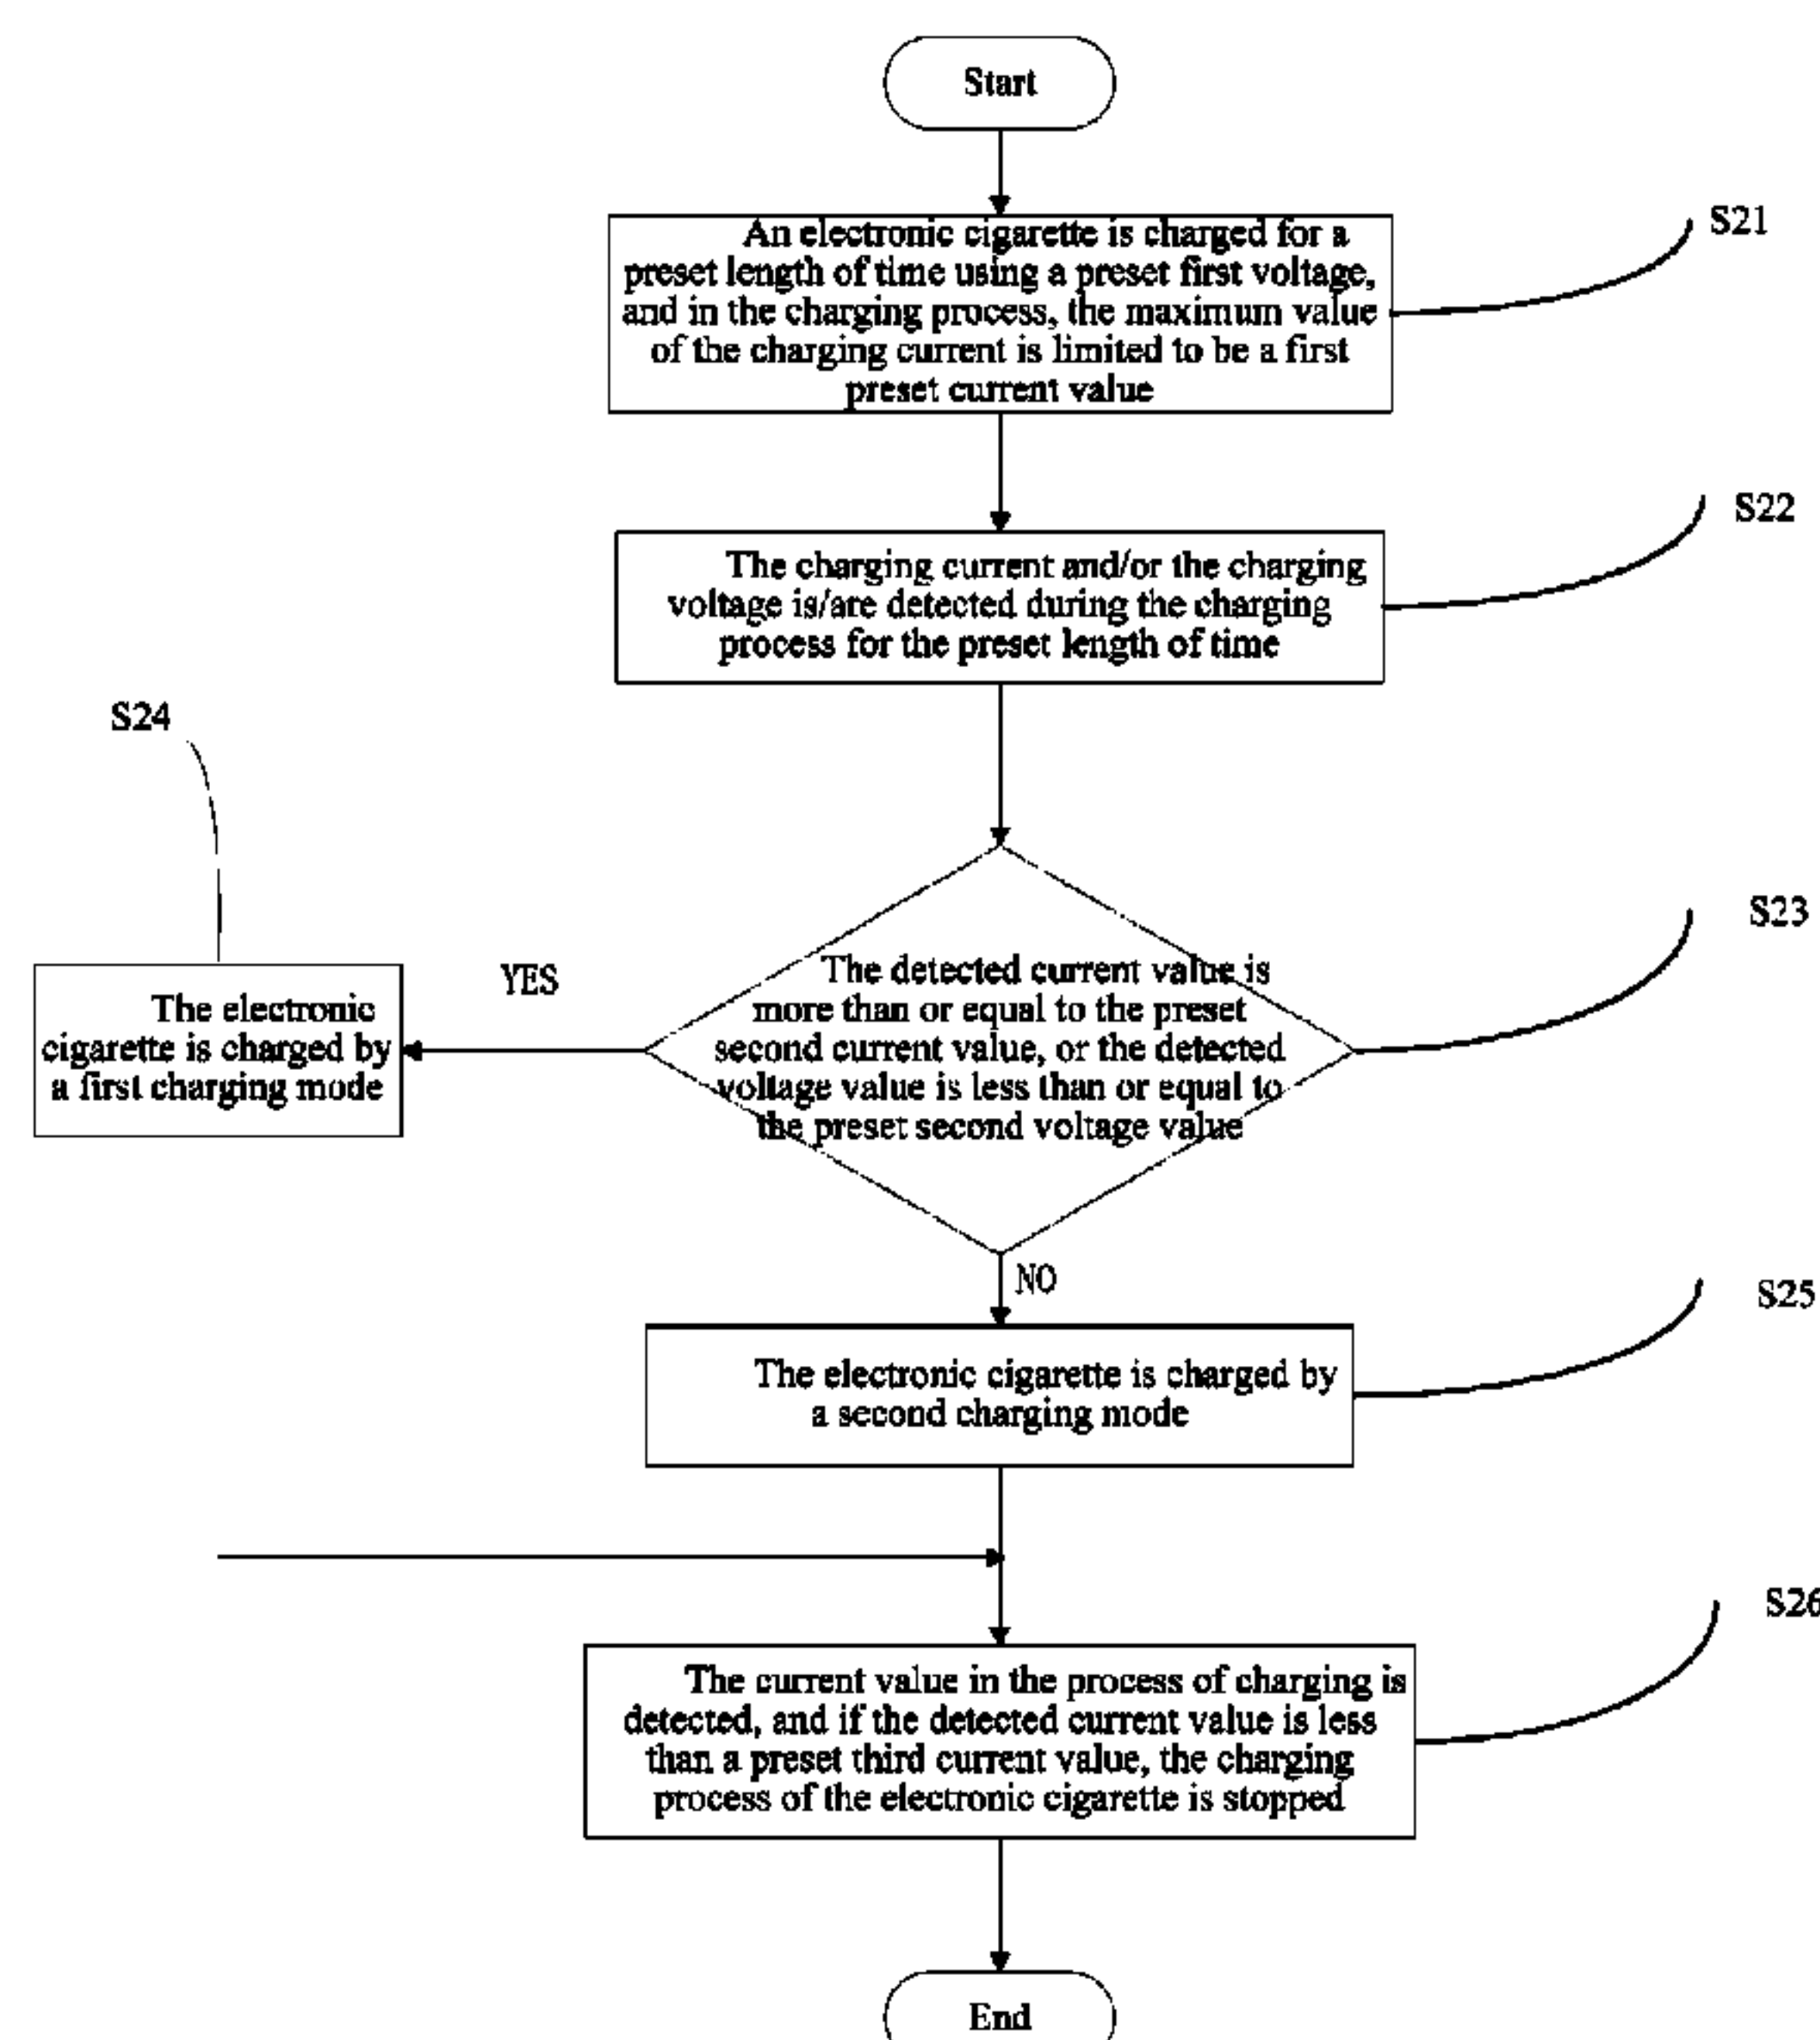 Start
An electronic cigarette is charged for a
preset length of time using a preset first voltage,
and in the charging process, the maximum value
of the charging current is limited to be a first
preset current value
S21
The charging current and/or the charging
voltage is/are detected during the charging
process for the preset length of time
S22
S24
The electronic
cigarette is charged by
a first charging mode
YES
The detected current value is
more than or equal to the preset
second current value, or the detected
voltage value is less than or equal to
the preset second voltage value
S23
NO
The electronic cigarette is charged by
a second charging mode
S25
The current value in the process of charging is
detected, and if the detected current value is less
than a preset third current value, the charging
process of the electronic cigarette is stopped
S26
End